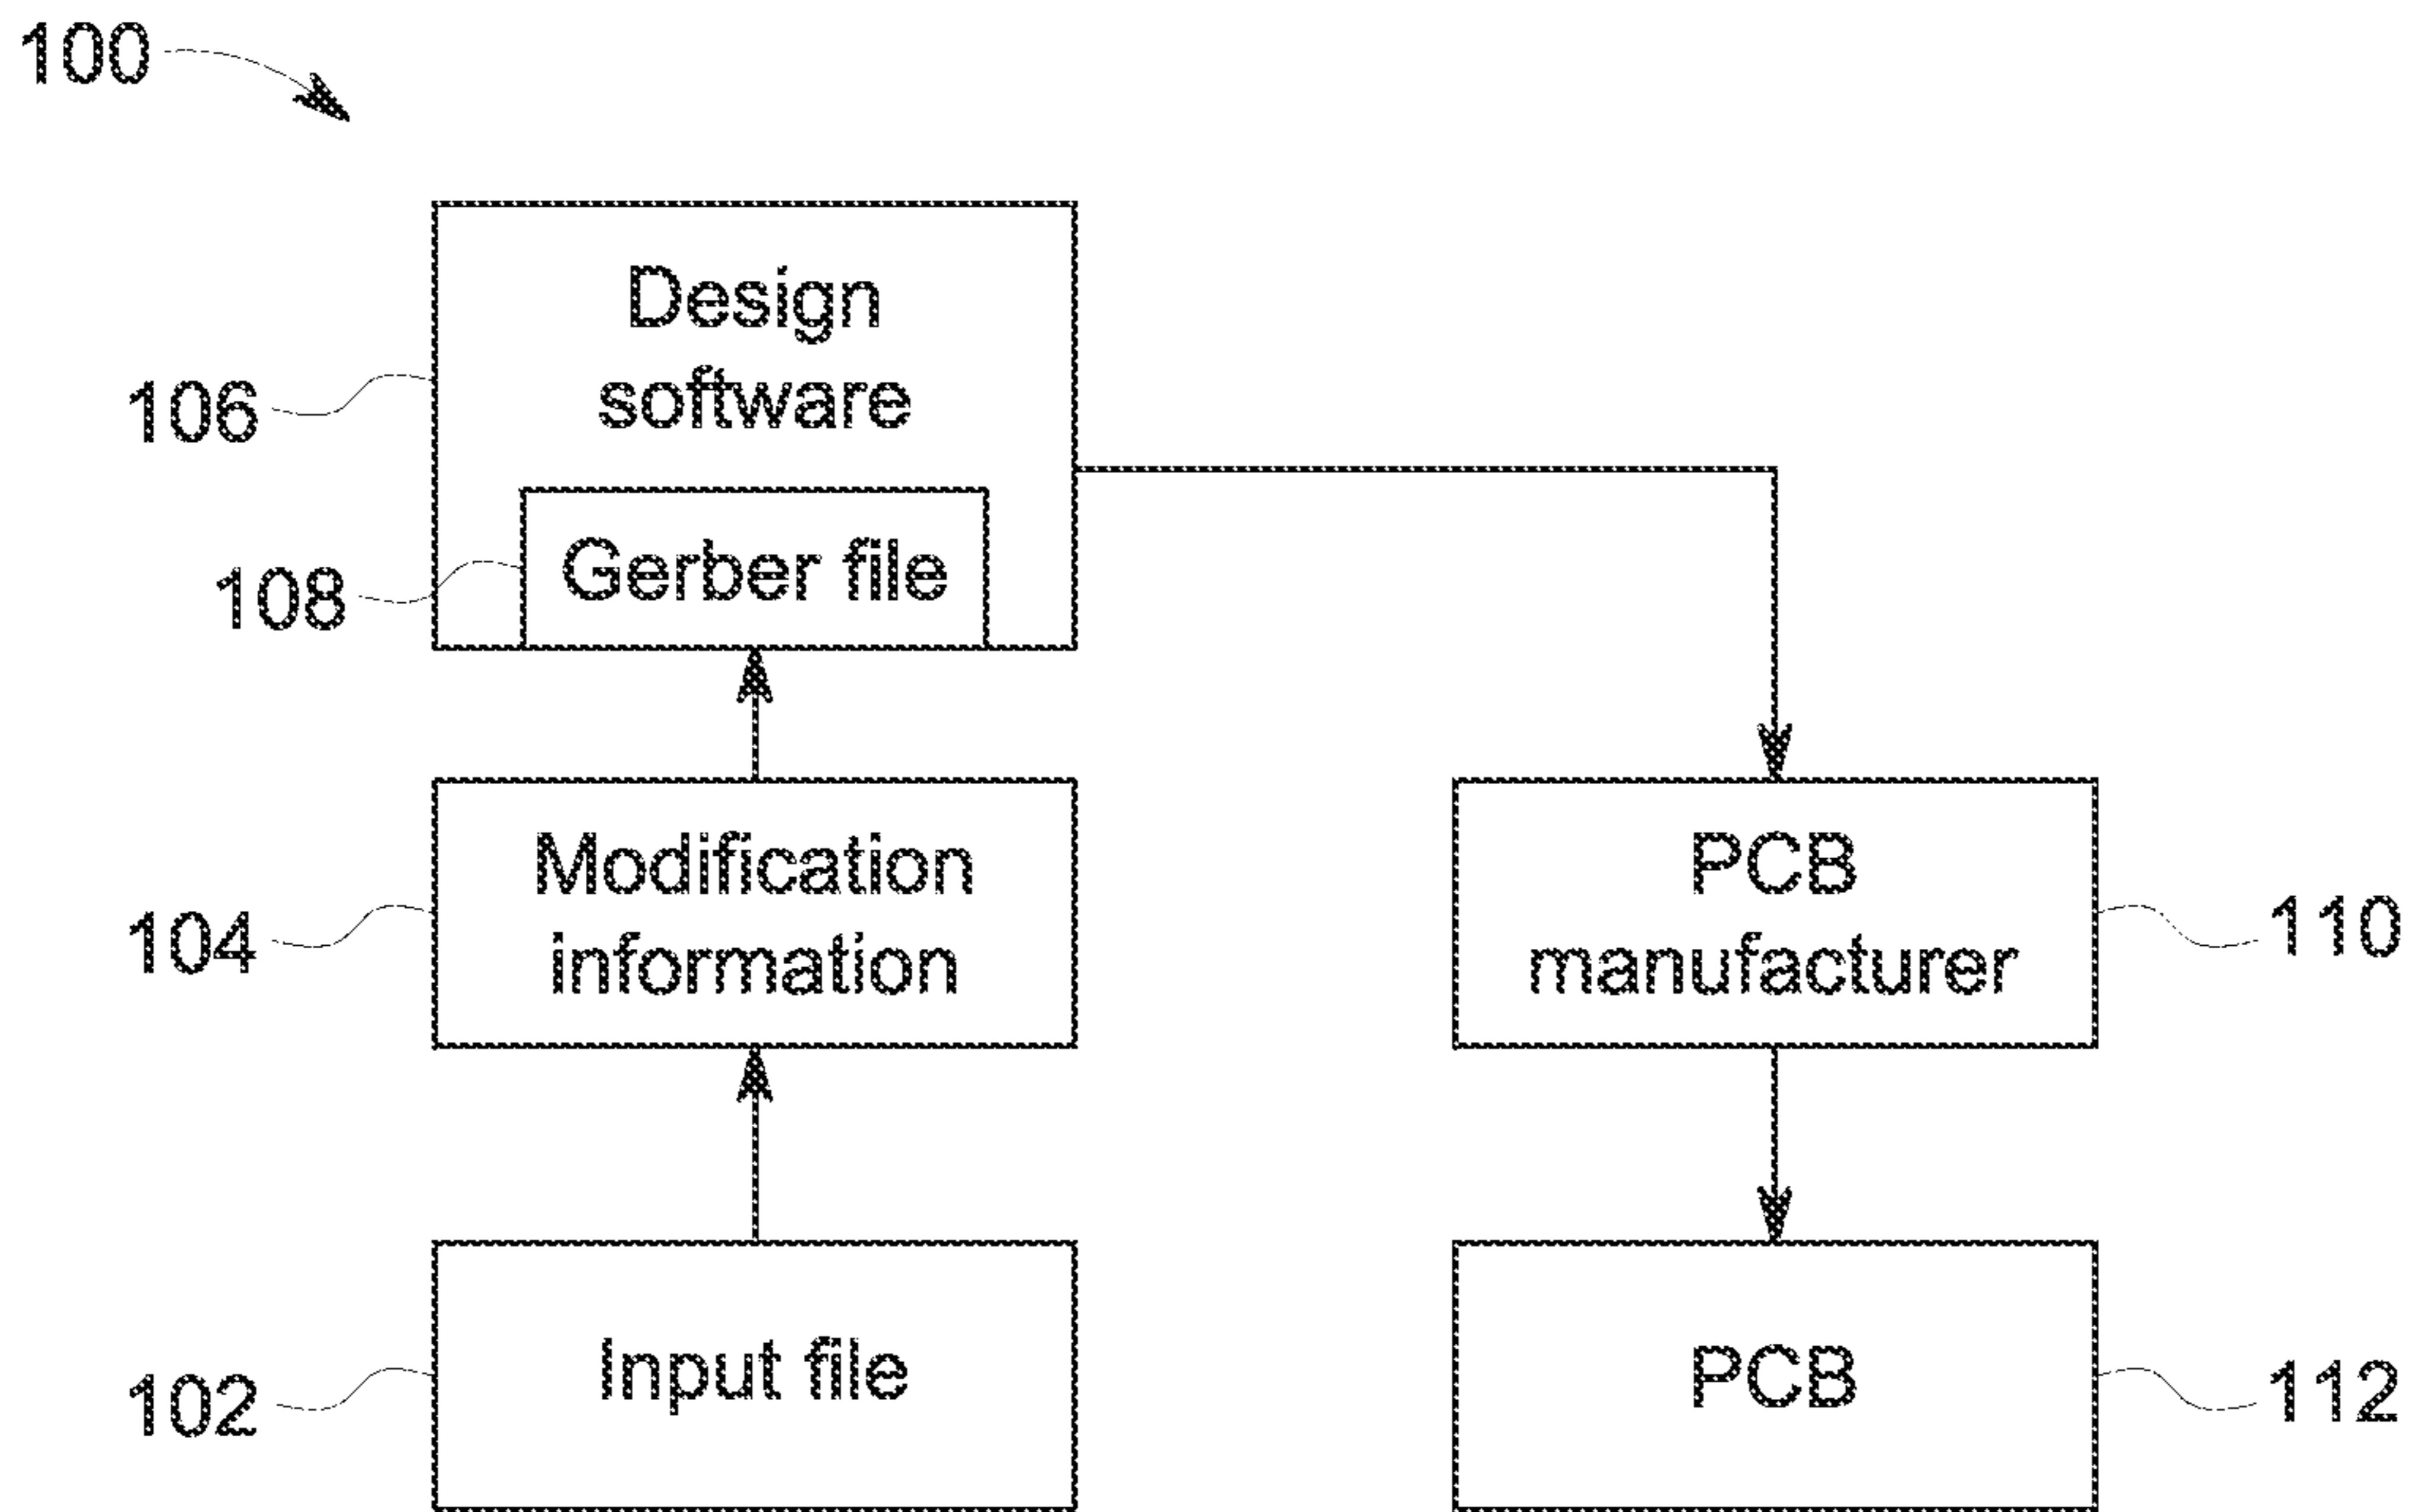 100
Design
software
106
Gerber file
108
Modification
information
104
PCB
manufacturer
110
Input file
102
PCB
112